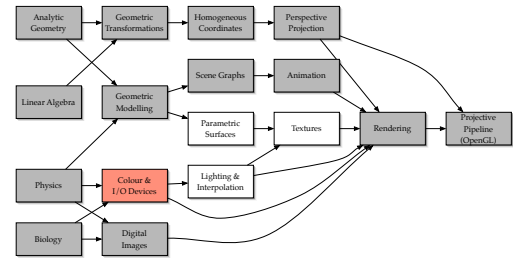 Analytic
Geometry
Geometric
Transformations
Homogeneous
Coordinates
Perspective
Projection
Scene Graphs
Animation
Linear Algebra
Geometric
Modelling
Parametric
Surfaces
Textures
Rendering
Projective
Pipeline
(OpenGL)
Physics
Colour &
I/O Devices
Lighting &
Interpolation
Biology
Digital
Images